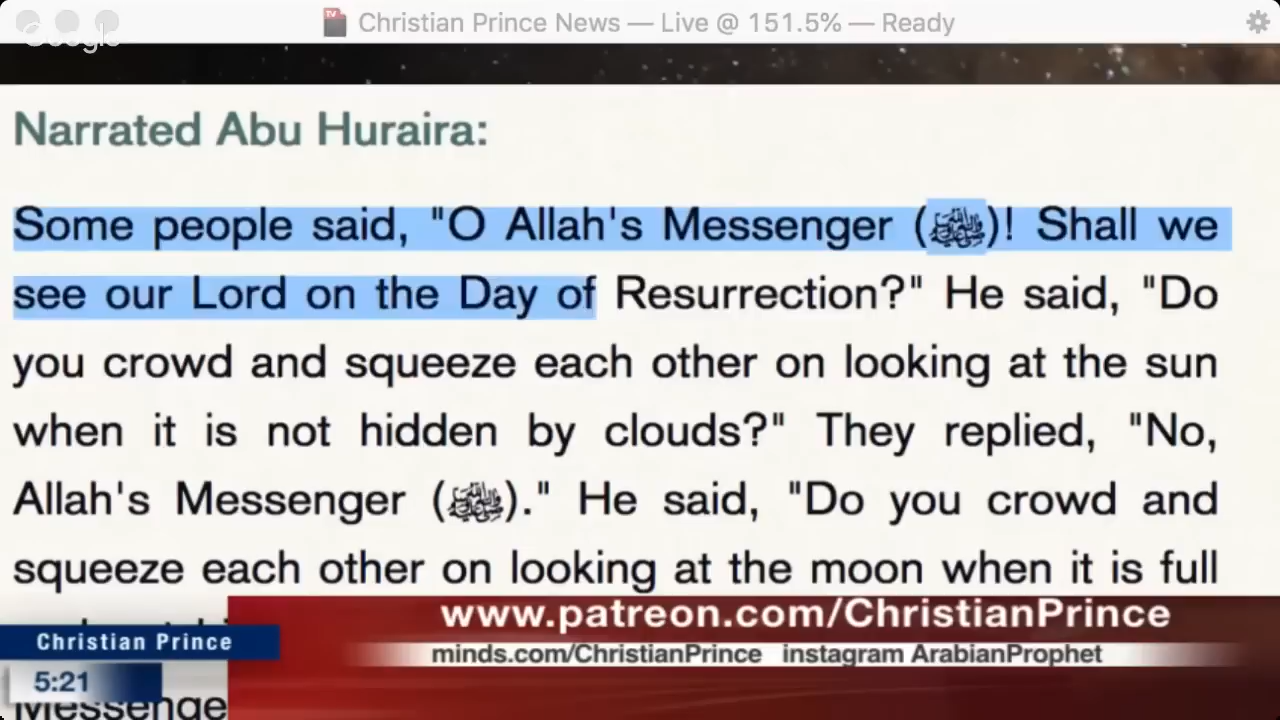 Christian Prince News — Live @ 151.5% — Ready
Google
Narrated Abu Huraira:
Some people said, "O Allah's Messenger (ﷺ)! Shall we
see our Lord on the Day of Resurrection?" He said, "Do
you crowd and squeeze each other on looking at the sun
when it is not hidden by clouds?" They replied, "No,
Allah's Messenger (ﷺ)." He said, "Do you crowd and
squeeze each other on looking at the moon when it is full
www.patreon.com/ChristianPrince
Christian Prince
minds.com/ChristianPrince instagram ArabianProphet
5:21